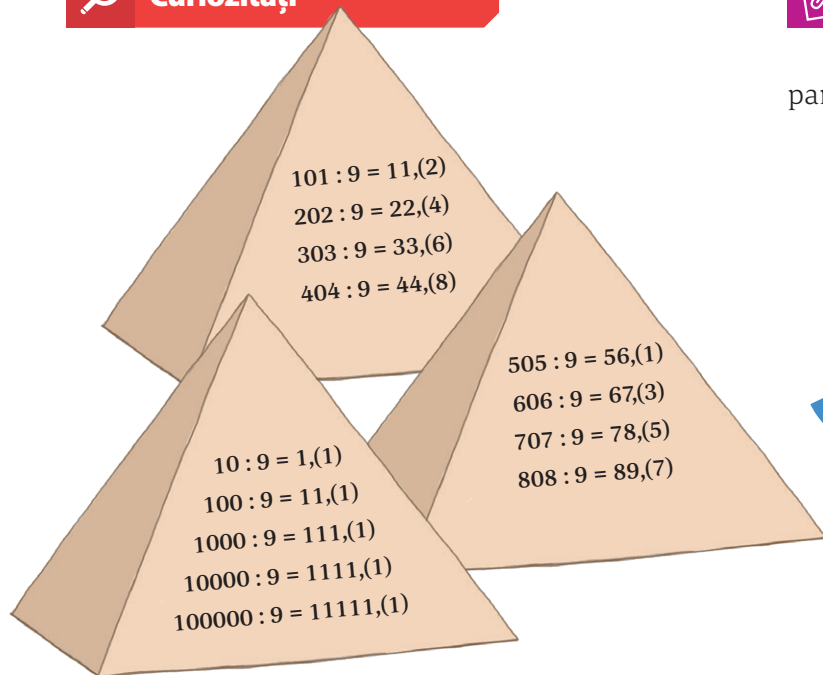 Curiozități
par
101 : 9 = 11,(2)
202 : 9 = 22,(4)
303 : 9 = 33,(6)
404 : 9 = 44,(8)
505 : 9 = 56,(1)
606 : 9 = 67,(3)
707 : 9 = 78,(5)
808 : 9 = 89,(7)
10 : 9 = 1,(1)
100 : 9 = 11,(1)
1000 : 9 = 111,(1)
10000 : 9 = 1111,(1)
100000 : 9 = 11111,(1)